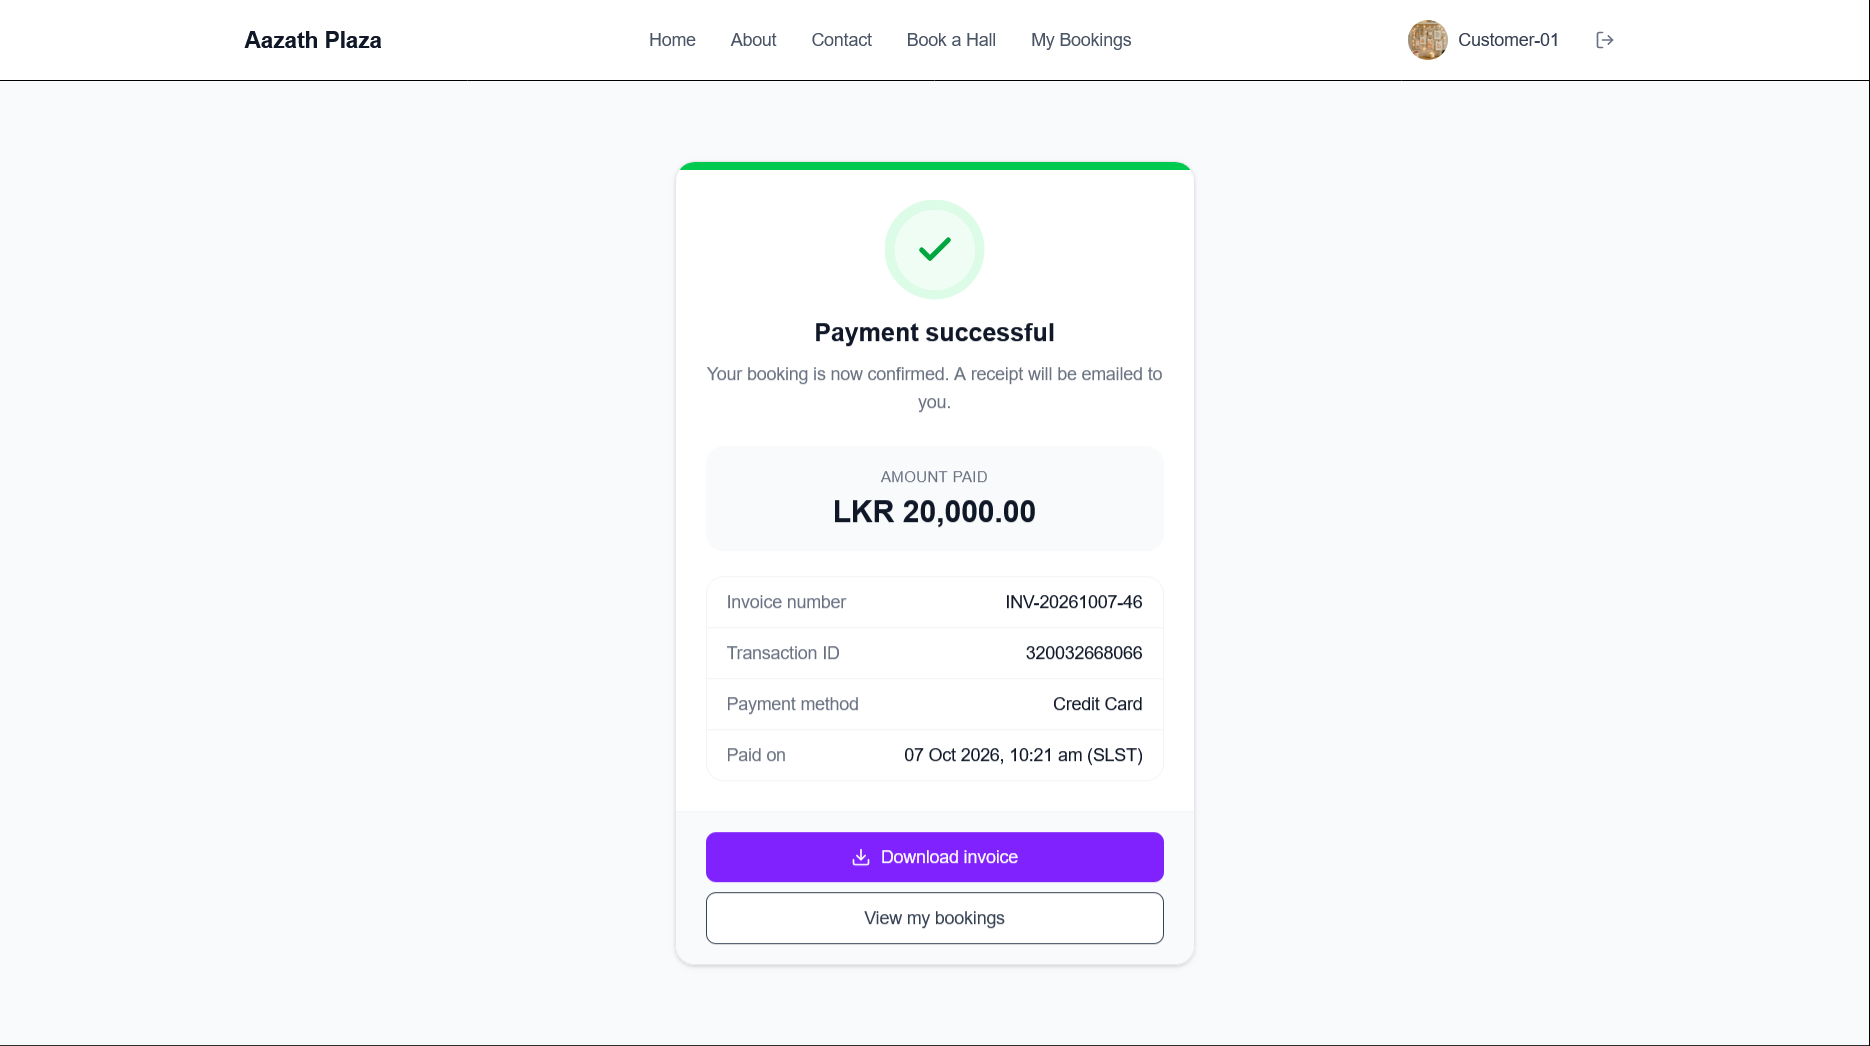 Aazath Plaza
Home
About
Contact
Book a Hall
My Bookings
Customer-01
Payment successful
Your booking is now confirmed. A receipt will be emailed to
you.
AMOUNT PAID
LKR 20,000.00
Invoice number INV-20261007-46
Transaction ID 320032668066
Payment method Credit Card
Paid on 07 Oct 2026, 10:21 am (SLST)
Download invoice
View my bookings